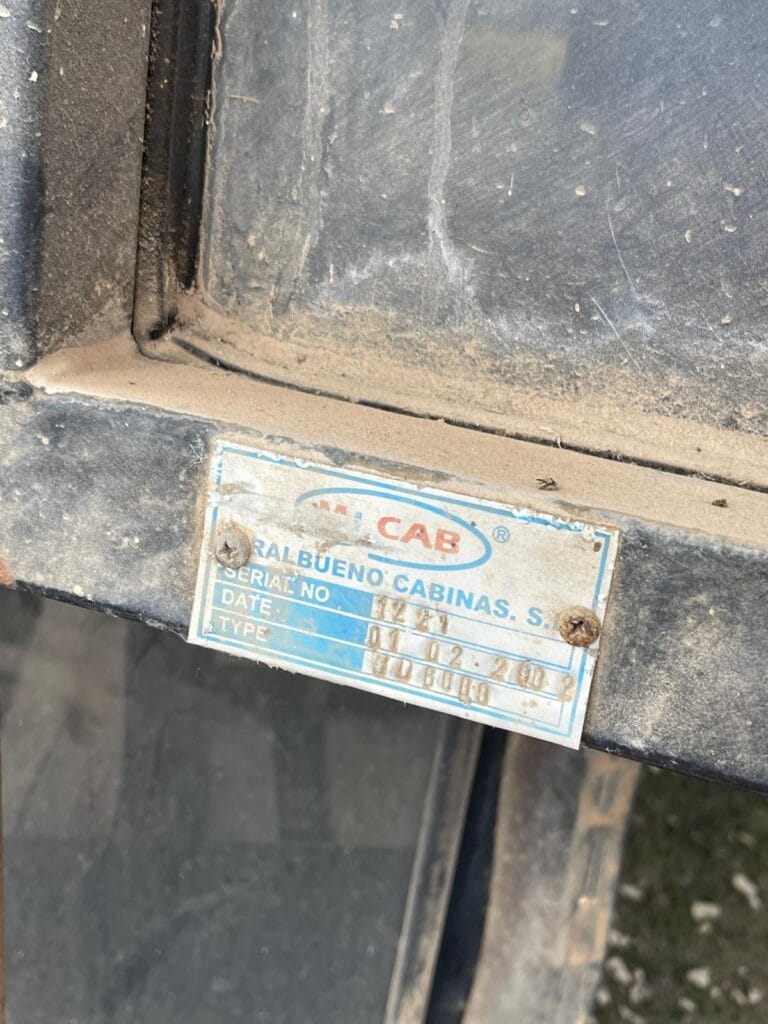 CAB ®
RALBUENO CABINAS. S.
SERIAL NO 1221
DATE 01 02.2002
TYPE